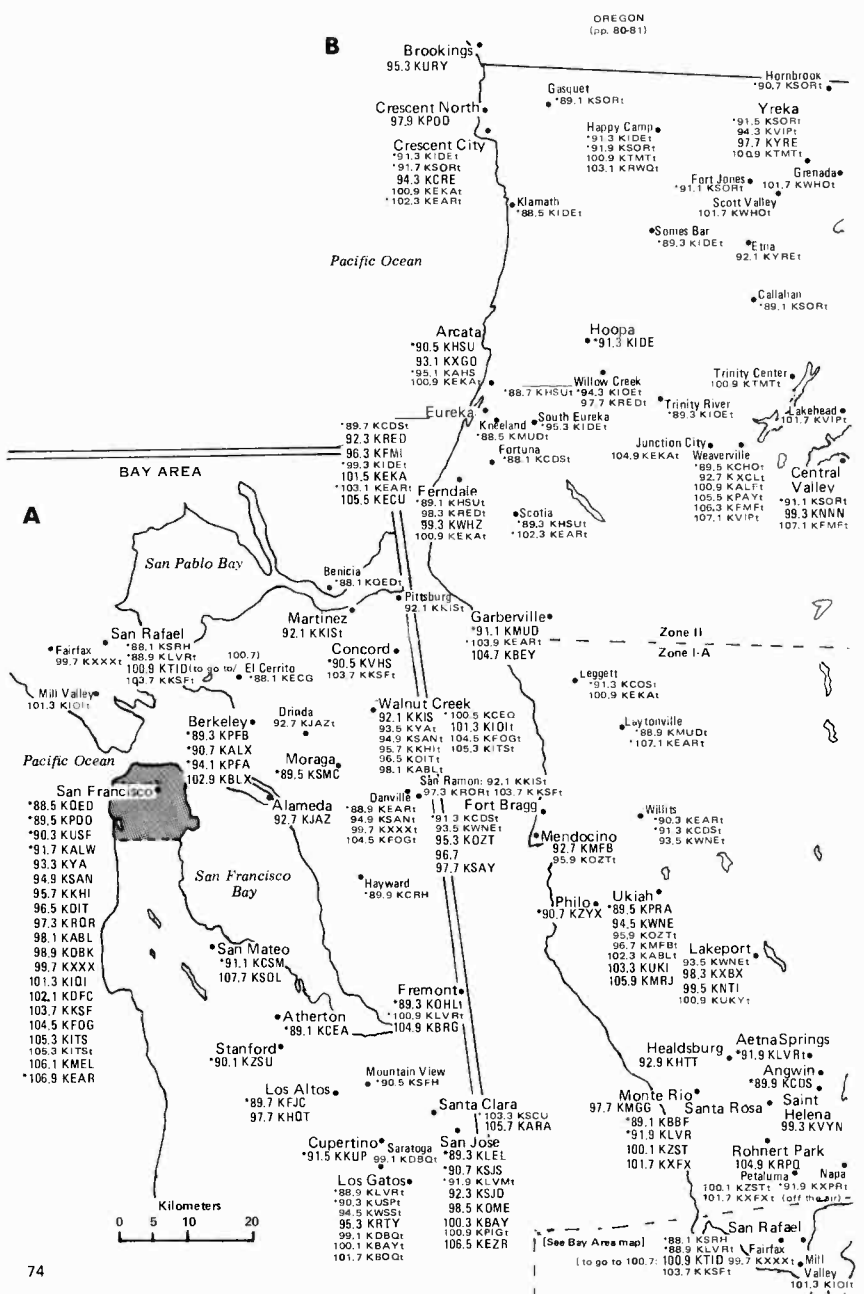 OREGON
(pp. 80-81)
B
Brookings
95.3 KURY
Hornbrook
*90.7 KSORt
Gasquet
*89.1 KSORt
Crescent North
97.9 KPOD
Yreka
*91.5 KSORt
94.3 KVIPt
97.7 KYRE
100.9 KTMTt
Happy Camp
*91.3 KIDEt
*91.9 KSORt
100.9 KTMTt
103.1 KRWQt
Crescent City
*91.3 KIDEt
*91.7 KSORt
94.3 KCRE
100.9 KEKAt
*102.3 KEARt
Fort Jones
*91.1 KSORt
Grenada
101.7 KWHOt
Scott Valley
101.7 KWHOt
Klamath
*88.5 KIDEt
Somes Bar
*89.3 KIDEt
Etna
92.1 KYREt
Pacific Ocean
Callahan
*89.1 KSORt
Arcata
*90.5 KHSU
93.1 KXGO
*95.1 KAHS
100.9 KEKAt
Hoopa
*91.3 KIDE
Willow Creek
*88.7 KHSUt *94.3 KIOEt
97.7 KREDt
Trinity Center
100.9 KTMTt
Trinity River
*89.3 KIOEt
Lakehead
101.7 KVIPt
Eureka
*89.7 KCDSt
92.3 KRED
96.3 KFMI
*99.3 KIDEt
101.5 KEKA
*103.1 KEARt
105.5 KECU
Kneeland
*88.5 KMUDt
South Eureka
*95.3 KIDEt
Fortuna
*88.1 KCDSt
Junction City
104.9 KEKAt
Weaverville
*89.5 KCHOt
92.7 KXCLt
100.9 KALFt
105.5 KPAYt
106.3 KFMFt
107.1 KVIPt
Central
Valley
*91.1 KSORt
99.3 KNNN
107.1 KFMFt
Ferndale
*89.1 KHSUt
98.3 KREDt
99.3 KWHZ
100.9 KEKAt
Scotia
*89.3 KHSUt
*102.3 KEARt
BAY AREA
A
San Pablo Bay
Benicia
*88.1 KQEDt
Pittsburg
92.1 KKISt
Martinez
92.1 KKISt
Garberville
*91.1 KMUD
*103.9 KEARt
104.7 KBEY
Zone II
Zone I-A
San Rafael
*88.1 KSRH
*88.9 KLVRt
100.9 KTID (to go to/ 100.7)
103.7 KKSFt
Fairfax
99.7 KXXXt
El Cerrito
*88.1 KECG
Concord
*90.5 KVHS
103.7 KKSFt
Mill Valley
101.3 KIOIt
Leggett
*91.3 KCOSt
100.9 KEKAt
Laytonville
*88.9 KMUDt
*107.1 KEARt
Orinda
92.7 KJAZt
Walnut Creek
92.1 KKIS *100.5 KCEQ
93.5 KYAt 101.3 KIOIt
94.9 KSANt 104.5 KFOGt
95.7 KKHIt 105.3 KITSt
96.5 KOITt
98.1 KABLt
Berkeley
*89.3 KPFB
*90.7 KALX
*94.1 KPFA
102.9 KBLX
Moraga
*89.5 KSMC
Pacific Ocean
San Ramon: 92.1 KKISt
*97.3 KRORt 103.7 KKSFt
Danville
*88.9 KEARt
94.9 KSANt
99.7 KXXXt
104.5 KFOGt
Alameda
92.7 KJAZ
Fort Bragg
*91.3 KCDSt
93.5 KWNEt
95.3 KOZT
96.7
97.7 KSAY
Willits
*90.3 KEARt
*91.3 KCDSt
93.5 KWNEt
Mendocino
92.7 KMFB
95.9 KOZTt
San Francisco
*88.5 KQED
*89.5 KPOO
*90.3 KUSF
*91.7 KALW
93.3 KYA
94.9 KSAN
95.7 KKHI
96.5 KOIT
97.3 KROR
98.1 KABL
98.9 KDBK
99.7 KXXX
101.3 KIOI
102.1 KDFC
103.7 KKSF
104.5 KFOG
105.3 KITS
105.3 KITSt
106.1 KMEL
*106.9 KEAR
San Francisco
Bay
Hayward
*89.9 KCRH
Philo
*90.7 KZYX
Ukiah
*89.5 KPRA
94.5 KWNE
95.9 KOZTt
96.7 KMFBt
102.3 KABLt
103.3 KUKI
105.9 KMRJ
Lakeport
93.5 KWNEt
98.3 KXBX
99.5 KNTI
100.9 KUKYt
San Mateo
*91.1 KCSM
107.7 KSOL
Fremont
*89.3 KOHLt
*100.9 KLVRt
104.9 KBRG
Atherton
*89.1 KCEA
Stanford
*90.1 KZSU
Healdsburg
92.9 KHTT
Aetna Springs
*91.9 KLVRt
Angwin
*89.9 KCDS
Mountain View
*90.5 KSFH
Los Altos
*89.7 KFJC
97.7 KHQT
Monte Rio
97.7 KMGG
Santa Rosa
*89.1 KBBF
*91.9 KLVR
100.1 KZST
101.7 KXFX
Saint
Helena
99.3 KVYN
Santa Clara
*103.3 KSCU
105.7 KARA
Cupertino
*91.5 KKUP
Saratoga
99.1 KDBQt
San Jose
*89.3 KLEL
*90.7 KSJS
*91.9 KLVMt
92.3 KSJO
98.5 KOME
100.3 KBAY
100.9 KPIGt
106.5 KEZR
Rohnert Park
104.9 KRPQ
Petaluma
100.1 KZSTt
101.7 KXFXt
Napa
*91.9 KXPRt
(off the air)
Los Gatos
*88.9 KLVRt
*90.3 KUSPt
94.5 KWSSt
95.3 KRTY
99.1 KDBQt
100.1 KBAYt
101.7 KBOQt
Kilometers
0 5 10 20
[See Bay Area map]
San Rafael
*88.1 KSRH
*88.9 KLVRt
(to go to 100.7: 100.9 KTID
103.7 KKSFt
Fairfax
99.7 KXXXt
Mill
Valley
101.3 KIOIt
74